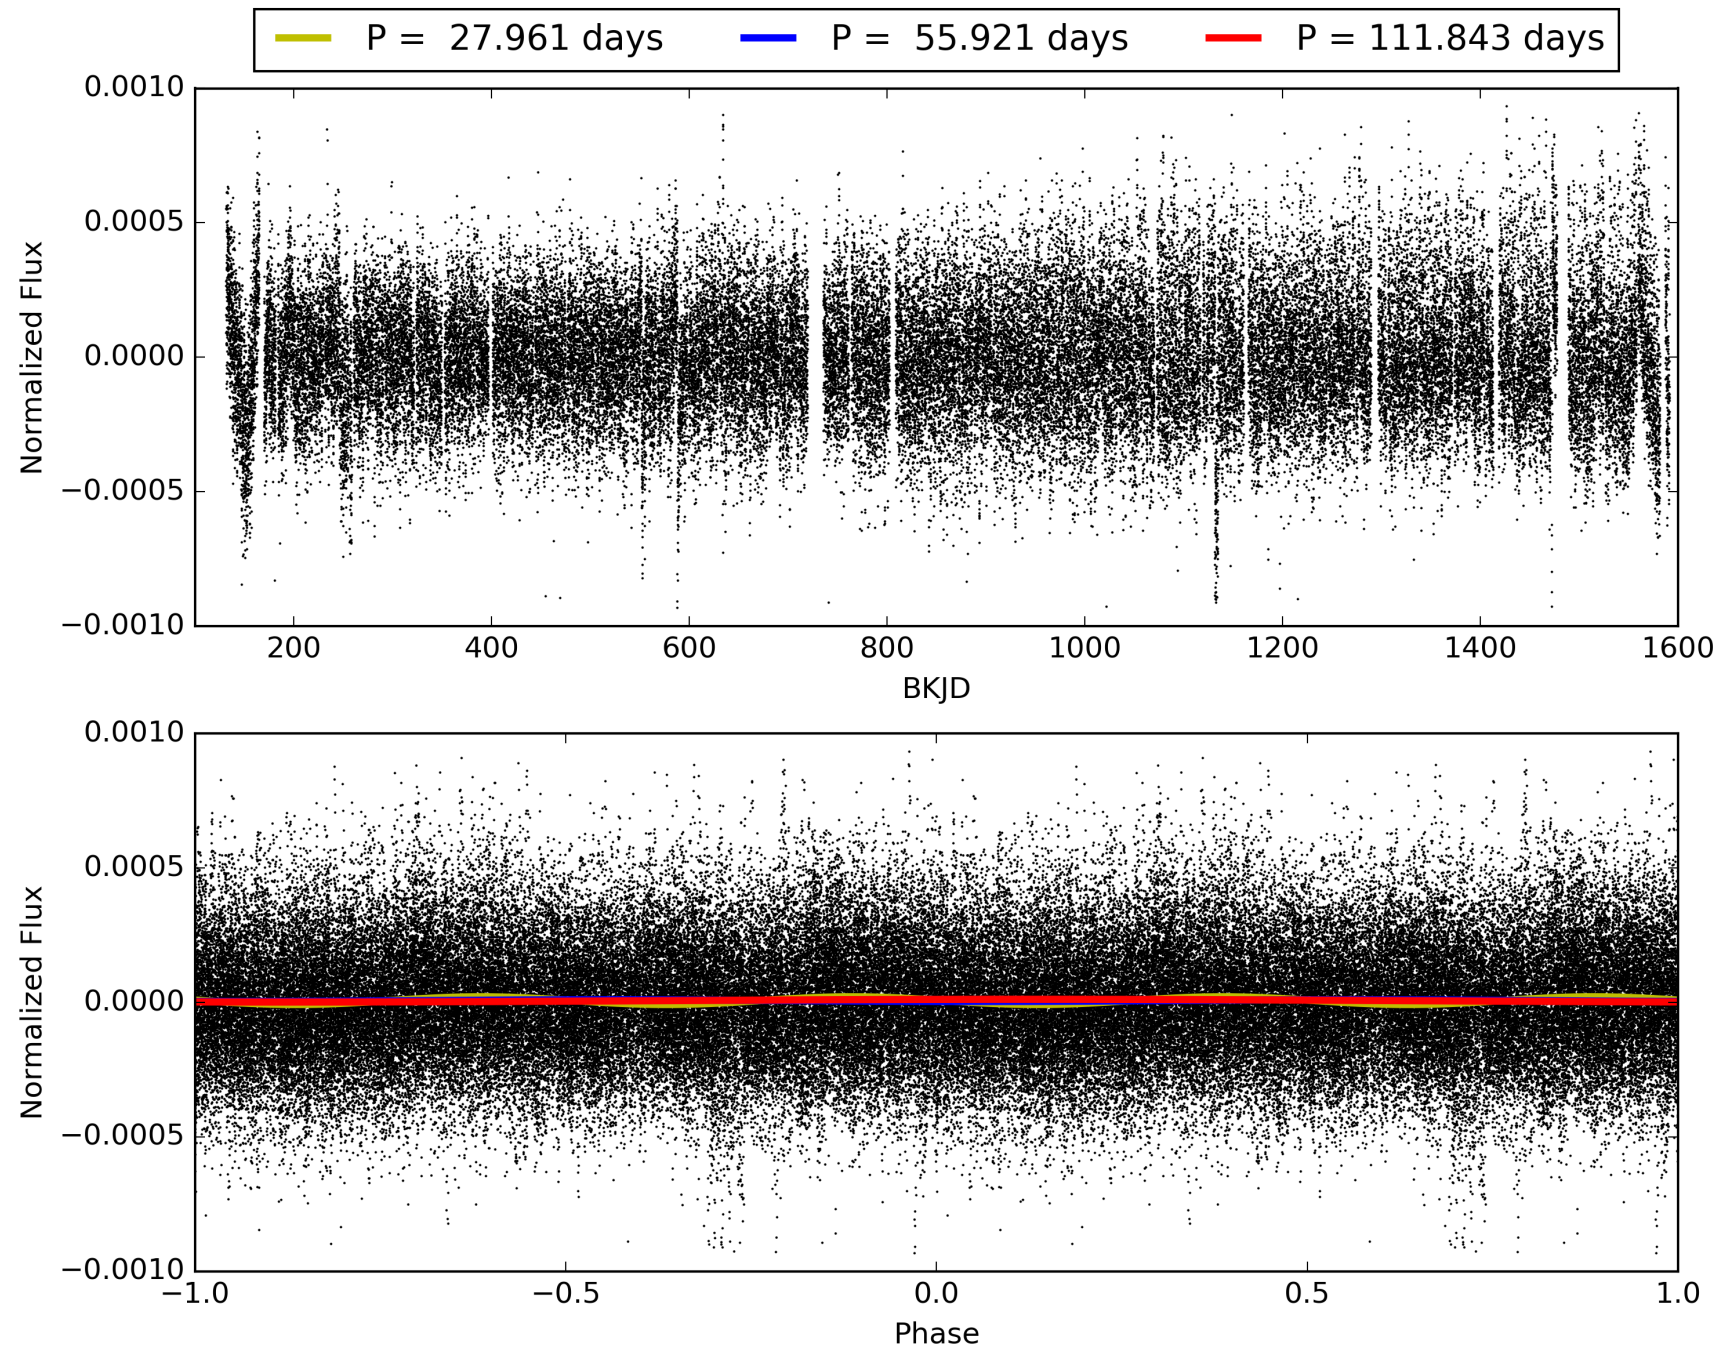 P = 27.961 days P = 55.921 days P = 111.843 days
0.0010
0.0005
0.0000
−0.0005
−0.0010
Normalized Flux
200 400 600 800 1000 1200 1400 1600
BKJD
0.0010
0.0005
0.0000
−0.0005
−0.0010
Normalized Flux
−1.0 −0.5 0.0 0.5 1.0
Phase